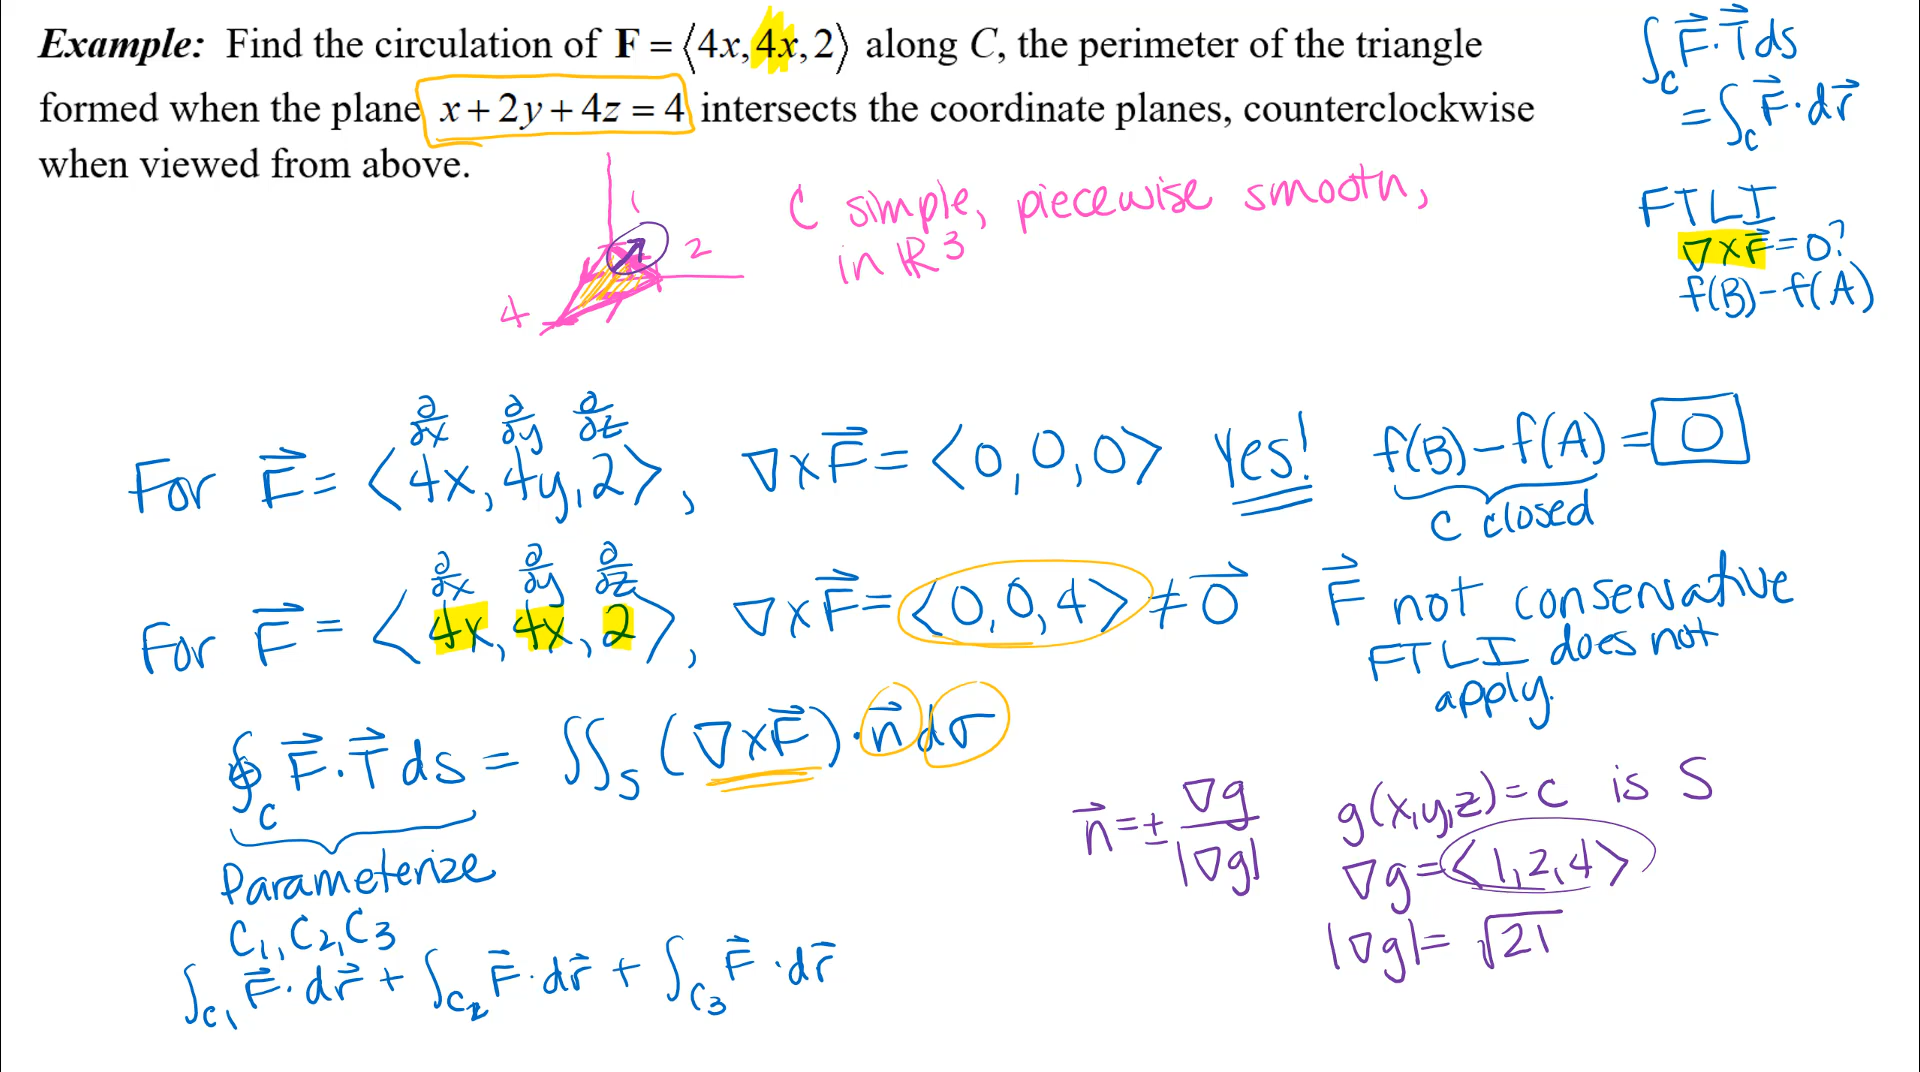 Example: Find the circulation of F = ⟨4x, 4x, 2⟩ along C, the perimeter of the triangle
formed when the plane x + 2y + 4z = 4 intersects the coordinate planes, counterclockwise
when viewed from above.
∫_C F⃗·T⃗ ds
= ∫_C F⃗·dr⃗
FTLI
∇×F⃗ = 0?
f(B)-f(A)
1
2
4
C simple, piecewise smooth,
in ℝ3
∂/∂x ∂/∂y ∂/∂z
For F⃗ = ⟨4x, 4y, 2⟩, ∇×F⃗ = ⟨0, 0, 0⟩ Yes! f(B)-f(A) = 0
C closed
∂/∂x ∂/∂y ∂/∂z
For F⃗ = ⟨4x, 4x, 2⟩, ∇×F⃗ = ⟨0, 0, 4⟩ ≠ 0⃗ F⃗ not conservative
FTLI does not
apply.
∮_C F⃗·T⃗ ds = ∬_S (∇×F⃗)·n⃗ dσ
Parameterize
C1, C2, C3
∫_C1 F⃗·dr⃗ + ∫_C2 F⃗·dr⃗ + ∫_C3 F⃗·dr⃗
n⃗ = ± ∇g/|∇g| g(x,y,z) = c is S
∇g = ⟨1, 2, 4⟩
|∇g| = √21